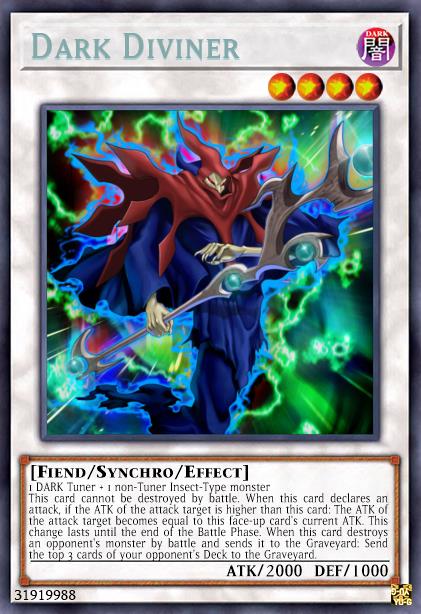 DARK DIVINER
DARK
闇
[FIEND/SYNCHRO/EFFECT]
1 DARK Tuner + 1 non-Tuner Insect-Type monster
This card cannot be destroyed by battle. When this card declares an
attack, if the ATK of the attack target is higher than this card: The ATK of
the attack target becomes equal to this face-up card's current ATK. This
change lasts until the end of the Battle Phase. When this card destroys
an opponent's monster by battle and sends it to the Graveyard: Send
the top 3 cards of your opponent's Deck to the Graveyard.
ATK/2000 DEF/1000
31919988